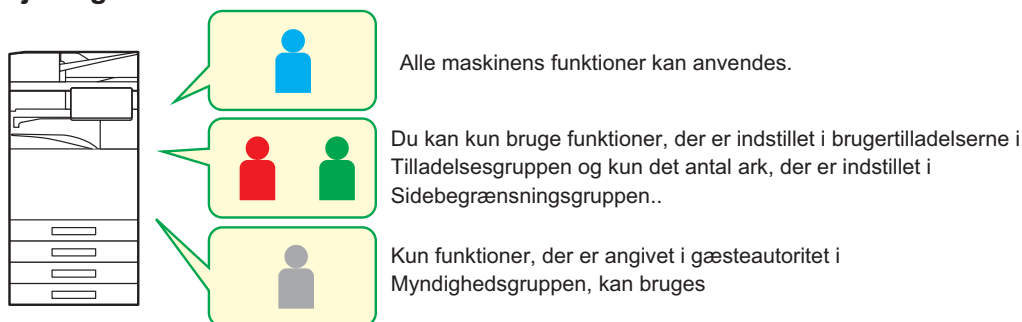 Alle maskinens funktioner kan anvendes.
Du kan kun bruge funktioner, der er indstillet i brugertilladelserne i
Tilladelsesgruppen og kun det antal ark, der er indstillet i
Sidebegrænsningsgruppen..
Kun funktioner, der er angivet i gæsteautoritet i
Myndighedsgruppen, kan bruges